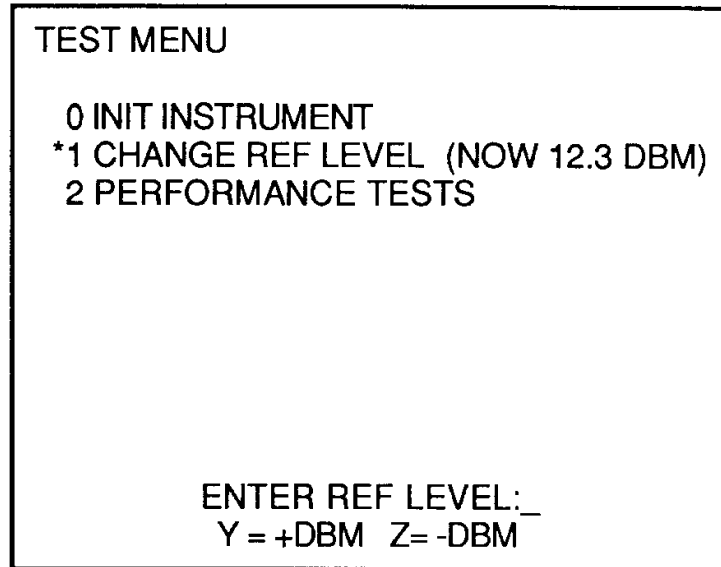 TEST MENU
0 INIT INSTRUMENT
*1 CHANGE REF LEVEL (NOW 12.3 DBM)
2 PERFORMANCE TESTS
ENTER REF LEVEL:_
Y = +DBM Z= -DBM